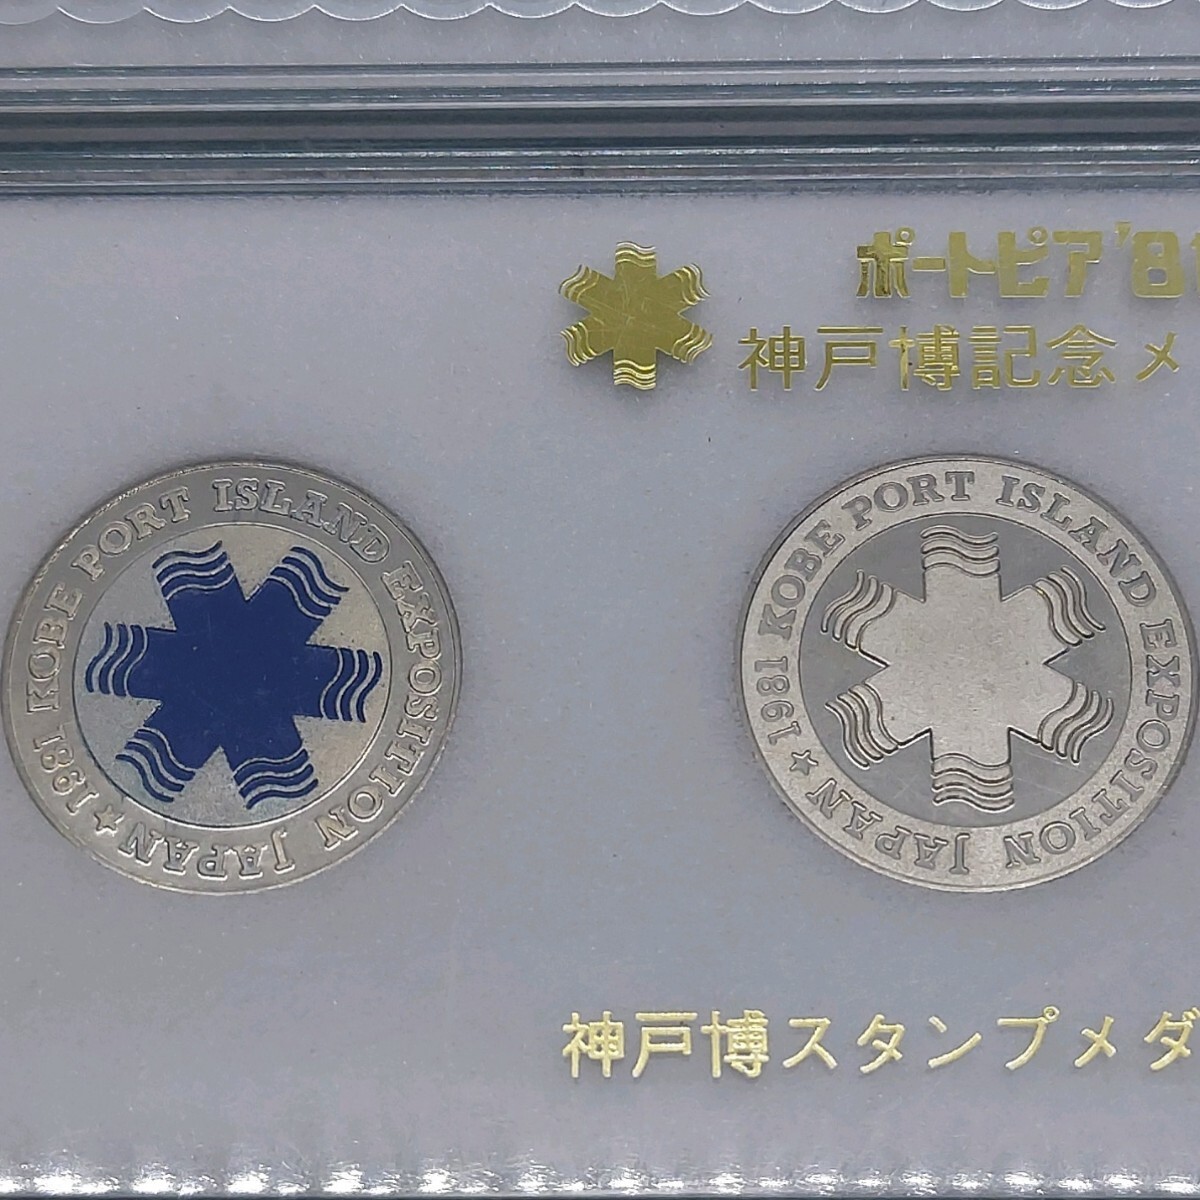 ポートピア'81
神戸博記念メ
1981 KOBE PORT ISLAND EXPOSITION JAPAN ★
1981 KOBE PORT ISLAND EXPOSITION JAPAN ★
神戸博スタンプメダ